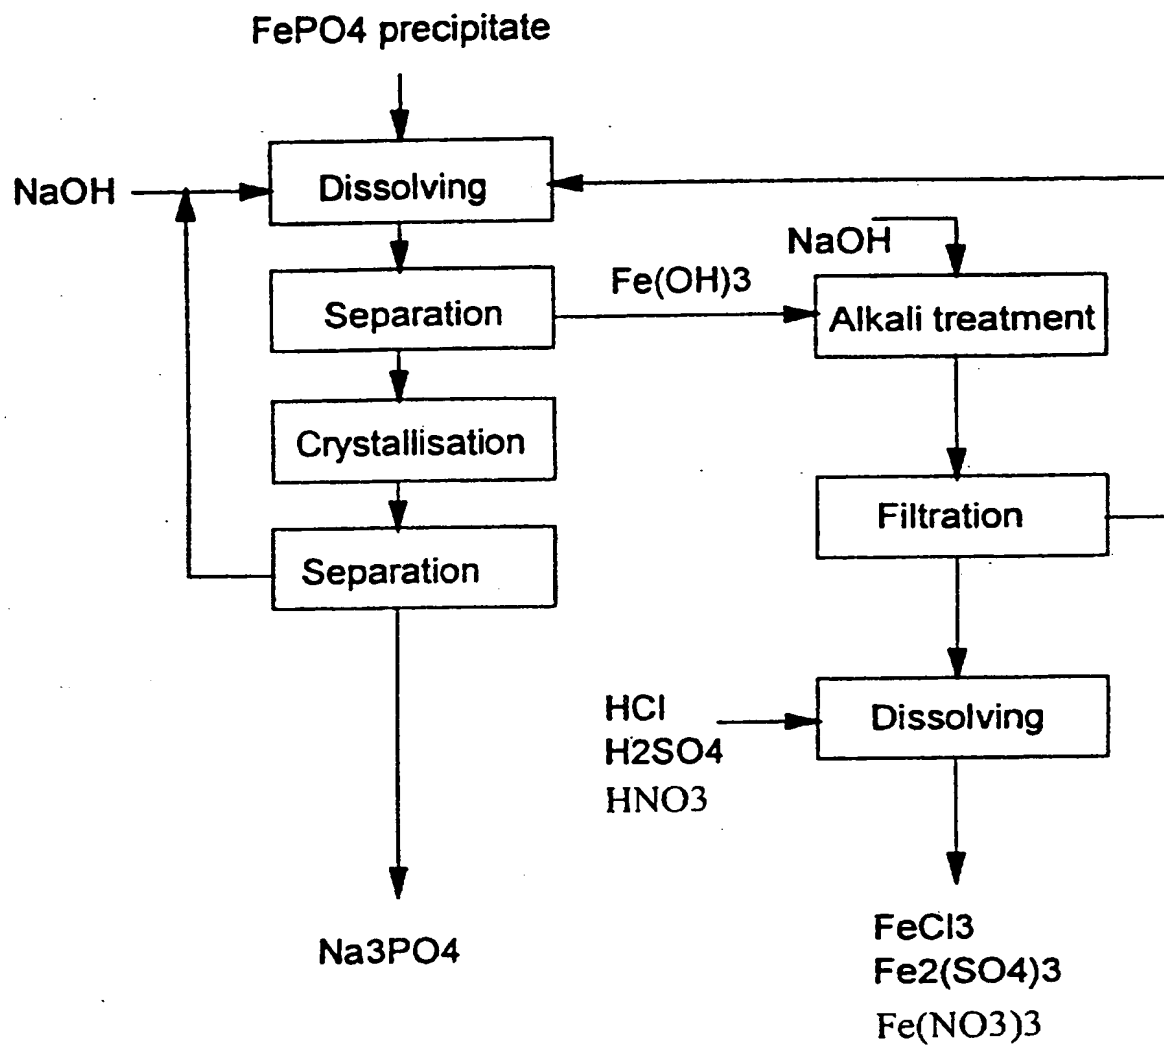 FePO4 precipitate
NaOH
Dissolving
NaOH
Separation
Fe(OH)3
Alkali treatment
Crystallisation
Filtration
Separation
HCl
H2SO4
HNO3
Dissolving
Na3PO4
FeCl3
Fe2(SO4)3
Fe(NO3)3